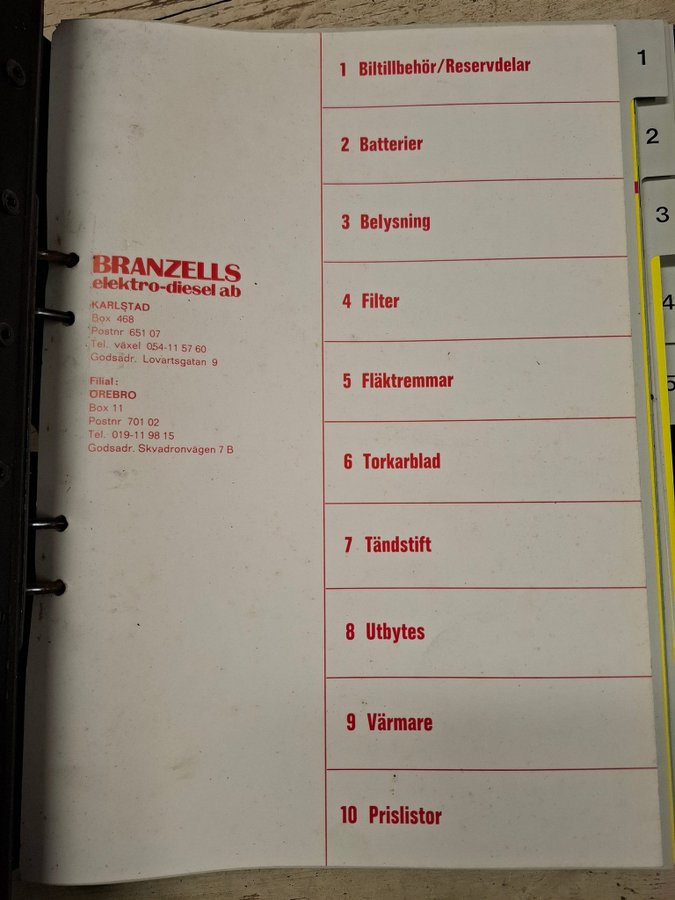 BRANZELLS
elektro-diesel ab
KARLSTAD
Box 468
Postnr 651 07
Tel. växel 054-11 57 60
Godsadr. Lovartsgatan 9
Filial:
ÖREBRO
Box 11
Postnr 701 02
Tel. 019-11 98 15
Godsadr. Skvadronvägen 7 B
1 Biltillbehör/Reservdelar
2 Batterier
3 Belysning
4 Filter
5 Fläktremmar
6 Torkarblad
7 Tändstift
8 Utbytes
9 Värmare
10 Prislistor
1
2
3
4
5